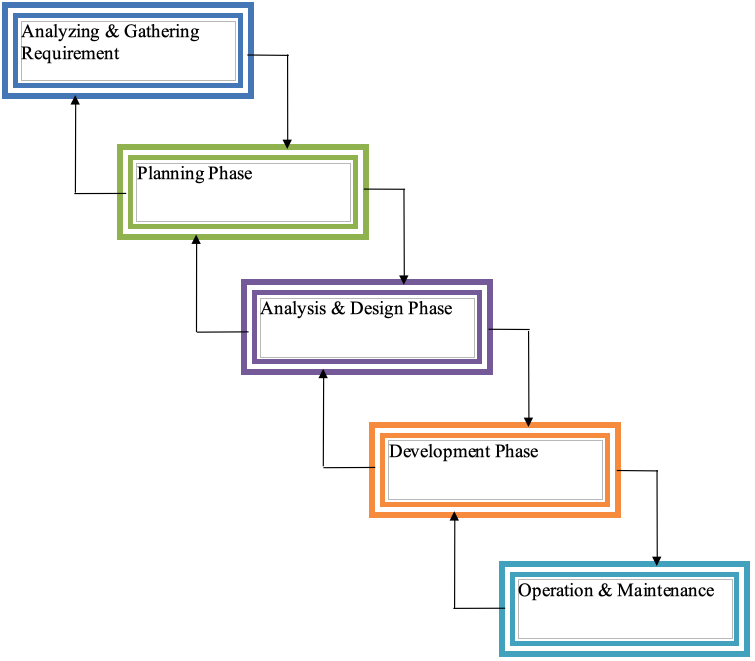 Analyzing & Gathering
Requirement
Planning Phase
Analysis & Design Phase
Development Phase
Operation & Maintenance